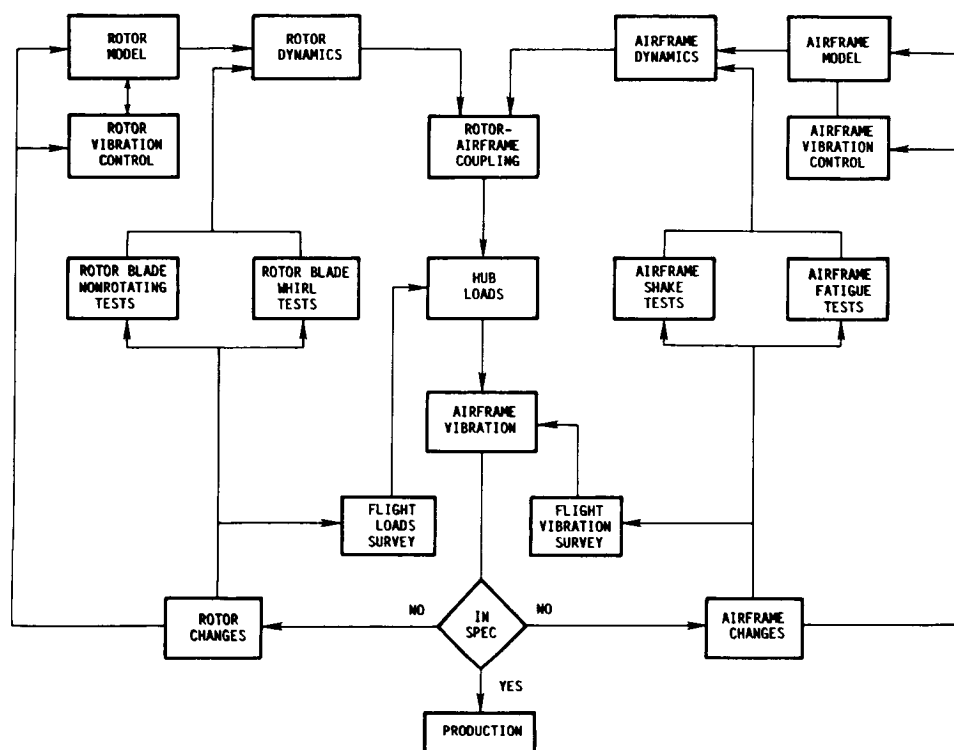 ROTOR
MODEL
ROTOR
DYNAMICS
AIRFRAME
DYNAMICS
AIRFRAME
MODEL
ROTOR
VIBRATION
CONTROL
ROTOR-
AIRFRAME
COUPLING
AIRFRAME
VIBRATION
CONTROL
ROTOR BLADE
NONROTATING
TESTS
ROTOR BLADE
WHIRL
TESTS
HUB
LOADS
AIRFRAME
SHAKE
TESTS
AIRFRAME
FATIGUE
TESTS
AIRFRAME
VIBRATION
FLIGHT
LOADS
SURVEY
FLIGHT
VIBRATION
SURVEY
ROTOR
CHANGES
NO
IN
SPEC
NO
AIRFRAME
CHANGES
YES
PRODUCTION